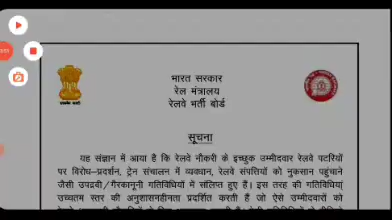 भारत सरकार
रेल मंत्रालय
रेलवे भर्ती बोर्ड
सूचना
यह संज्ञान में आया है कि रेलवे नौकरी के इच्छुक उम्मीदवार रेलवे पटरियों
पर विरोध–प्रदर्शन, ट्रेन संचालन में व्यवधान, रेलवे संपत्तियों को नुकसान पहुंचाने
जैसी उपद्रवी/गैरकानूनी गतिविधियों में संलिप्त हुए हैं। इस तरह की गतिविधियां
उच्चतम स्तर की अनुशासनहीनता प्रदर्शित करती हैं जो ऐसे उम्मीदवारों को